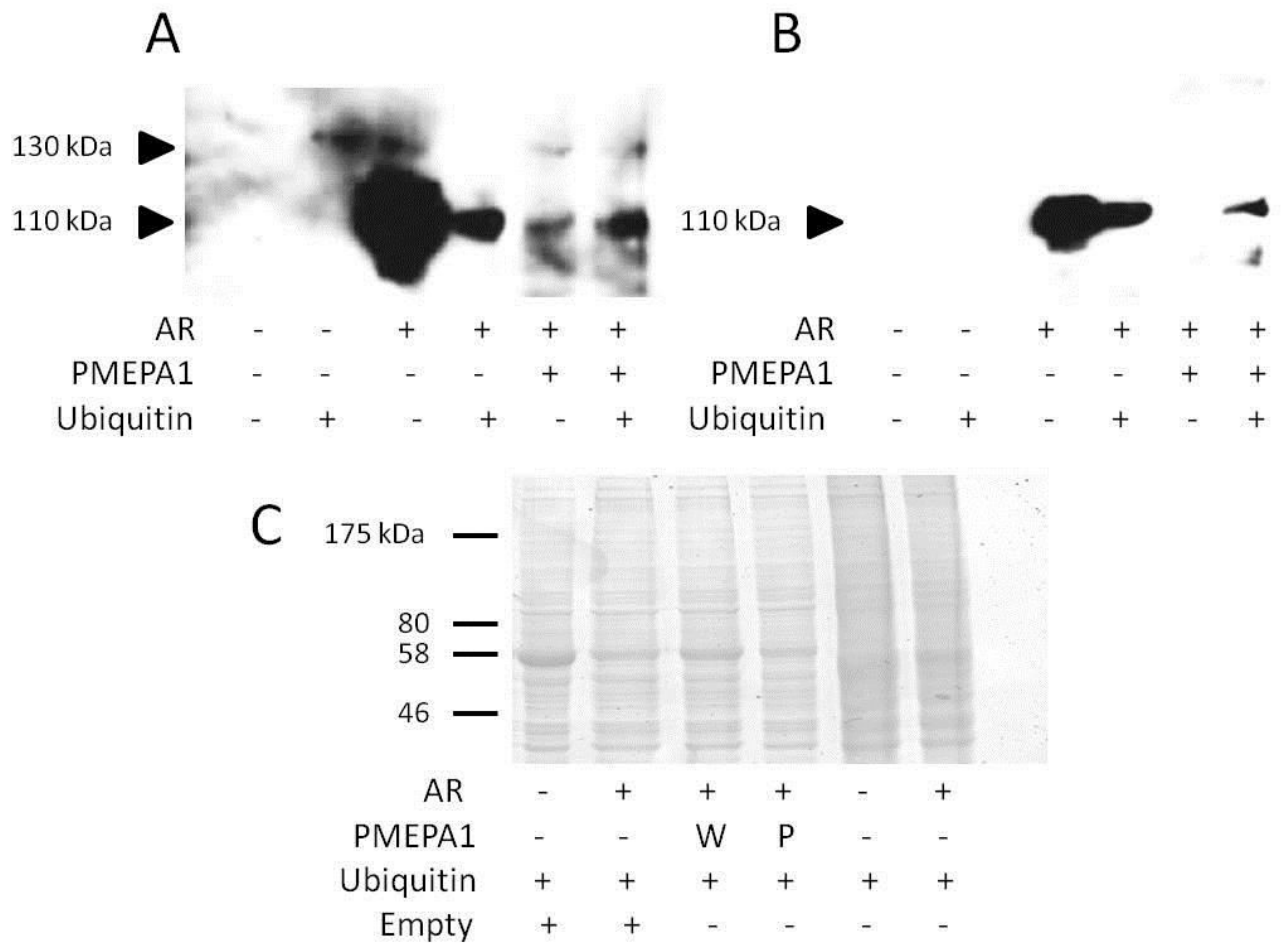 A B
130 kDa
110 kDa 110 kDa
AR - - + + + + AR - - + + + +
PMEPA1 - - - - + + PMEPA1 - - - - + +
Ubiquitin - + - + - + Ubiquitin - + - + - +
C 175 kDa
80
58
46
AR - + + + - +
PMEPA1 - - W P - -
Ubiquitin + + + + + +
Empty + + - - - -